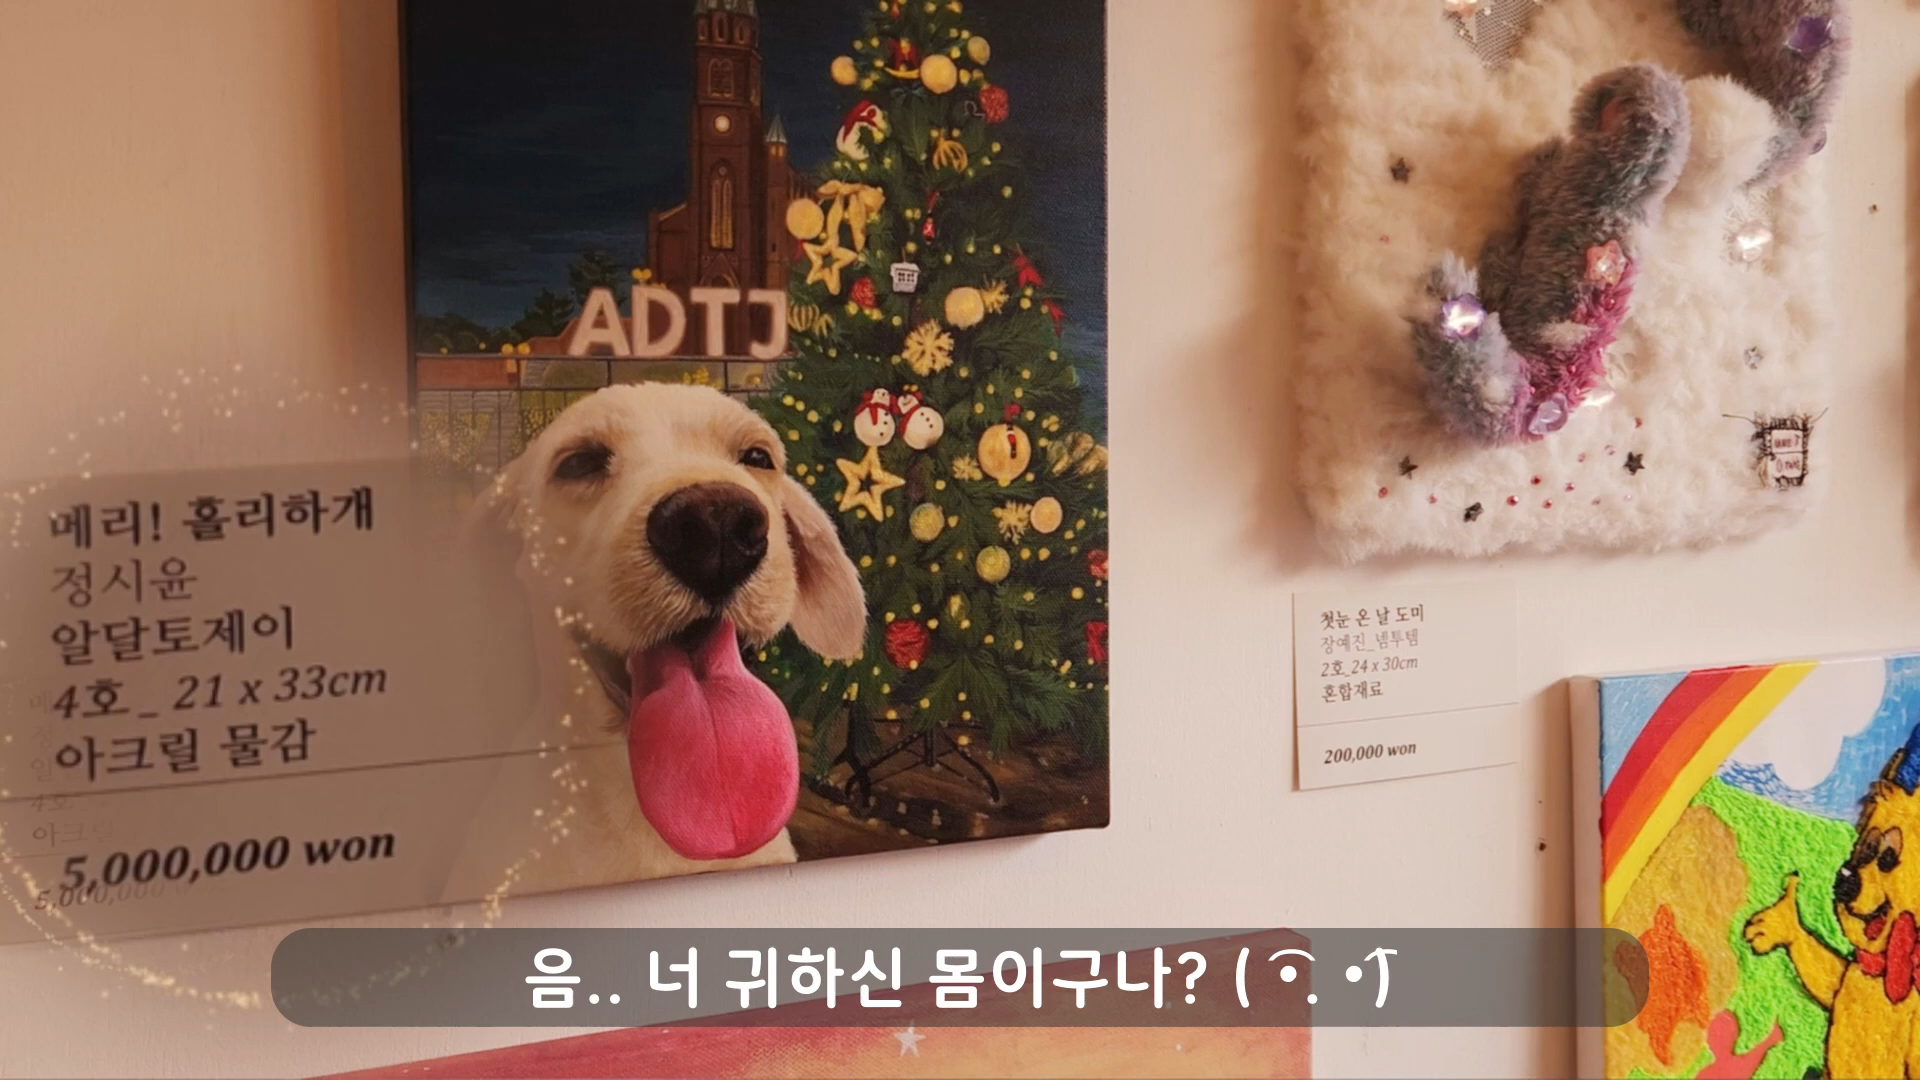 ADTJ
메리! 홀리하개
정시윤
알달토제이
4호_ 21 x 33cm
아크릴 물감
5,000,000 won
첫눈 온 날 도미
장예진_넴투템
2호_24 x 30cm
혼합재료
200,000 won
음.. 너 귀하신 몸이구나? ( ͡• ͜. •͡ )